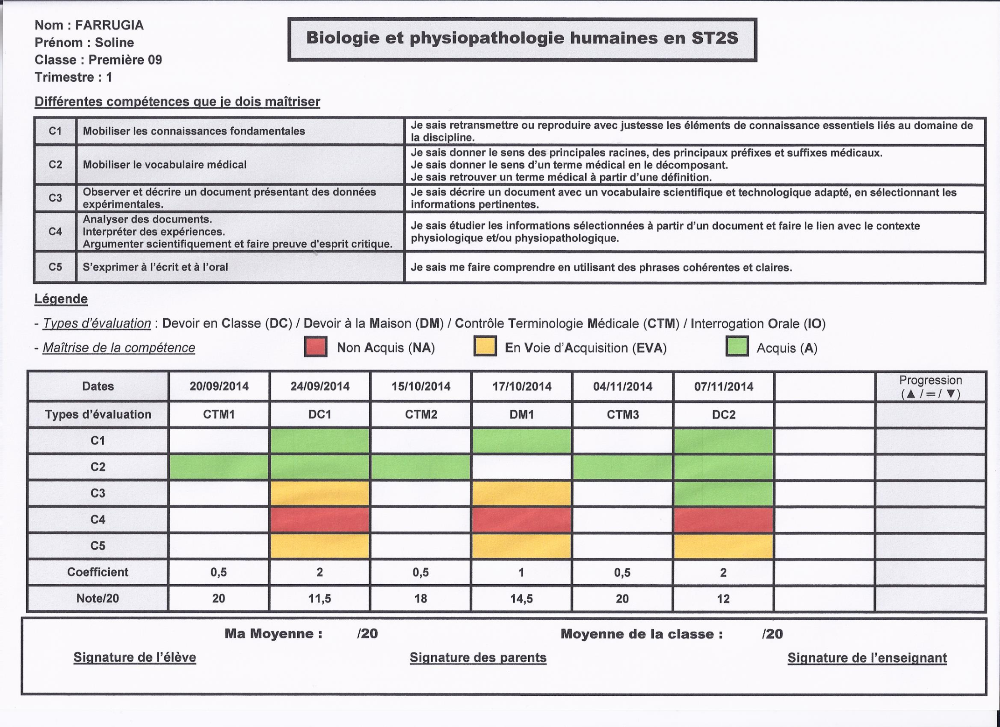 Nom : FARRUGIA
Prénom : Soline
Classe : Première 09
Trimestre : 1
Biologie et physiopathologie humaines en ST2S
Différentes compétences que je dois maîtriser
C1 Mobiliser les connaissances fondamentales
Je sais retransmettre ou reproduire avec justesse les éléments de connaissance essentiels liés au domaine de
la discipline.
C2 Mobiliser le vocabulaire médical
Je sais donner le sens des principales racines, des principaux préfixes et suffixes médicaux.
Je sais donner le sens d'un terme médical en le décomposant.
Je sais retrouver un terme médical à partir d'une définition.
C3 Observer et décrire un document présentant des données
expérimentales.
Je sais décrire un document avec un vocabulaire scientifique et technologique adapté, en sélectionnant les
informations pertinentes.
C4 Analyser des documents.
Interpréter des expériences.
Argumenter scientifiquement et faire preuve d'esprit critique.
Je sais étudier les informations sélectionnées à partir d'un document et faire le lien avec le contexte
physiologique et/ou physiopathologique.
C5 S'exprimer à l'écrit et à l'oral
Je sais me faire comprendre en utilisant des phrases cohérentes et claires.
Légende
- Types d'évaluation : Devoir en Classe (DC) / Devoir à la Maison (DM) / Contrôle Terminologie Médicale (CTM) / Interrogation Orale (IO)
- Maîtrise de la compétence Non Acquis (NA) En Voie d'Acquisition (EVA) Acquis (A)
Dates 20/09/2014 24/09/2014 15/10/2014 17/10/2014 04/11/2014 07/11/2014 Progression
(▲ / = / ▼)
Types d'évaluation CTM1 DC1 CTM2 DM1 CTM3 DC2
C1
C2
C3
C4
C5
Coefficient 0,5 2 0,5 1 0,5 2
Note/20 20 11,5 18 14,5 20 12
Ma Moyenne : /20 Moyenne de la classe : /20
Signature de l'élève Signature des parents Signature de l'enseignant